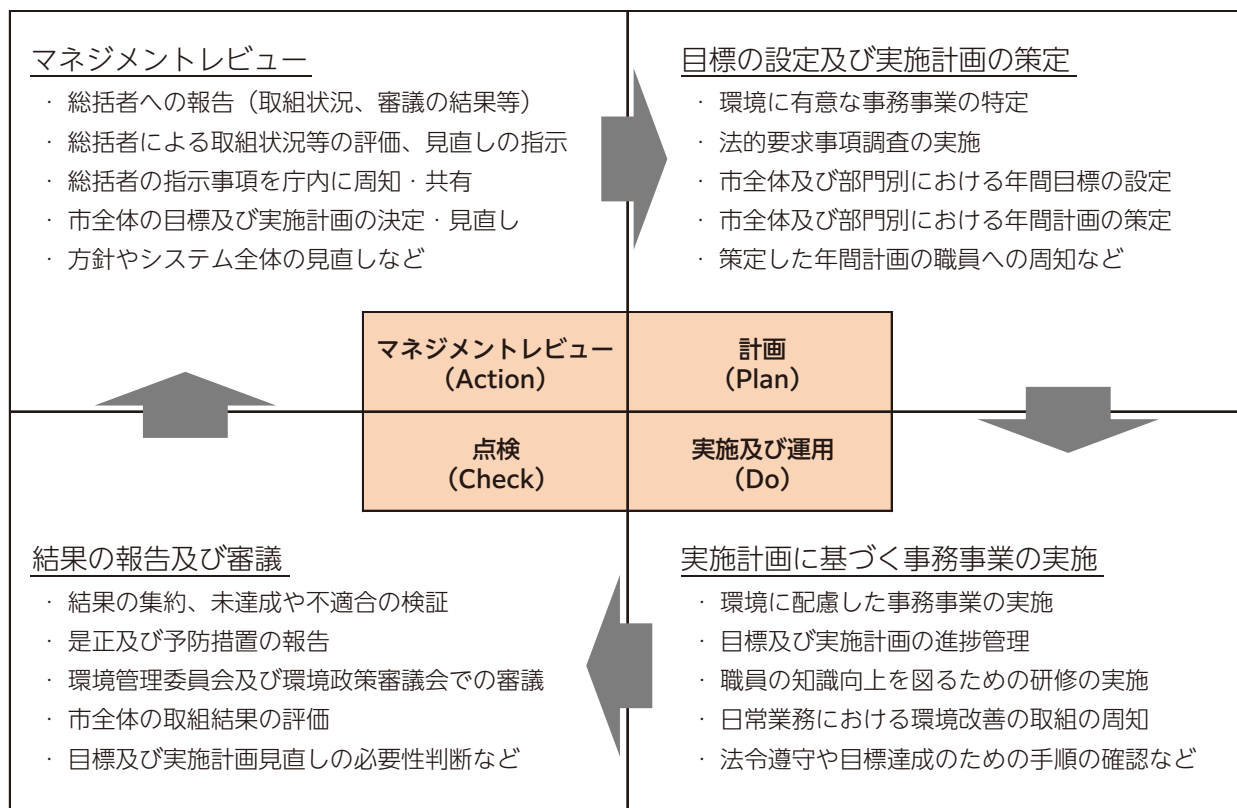 マネジメントレビュー
· 総括者への報告（取組状況、審議の結果等）
· 総括者による取組状況等の評価、見直しの指示
· 総括者の指示事項を庁内に周知・共有
· 市全体の目標及び実施計画の決定・見直し
· 方針やシステム全体の見直しなど
目標の設定及び実施計画の策定
· 環境に有意な事務事業の特定
· 法的要求事項調査の実施
· 市全体及び部門別における年間目標の設定
· 市全体及び部門別における年間計画の策定
· 策定した年間計画の職員への周知など
マネジメントレビュー
（Action）
計画
（Plan）
点検
（Check）
実施及び運用
（Do）
結果の報告及び審議
· 結果の集約、未達成や不適合の検証
· 是正及び予防措置の報告
· 環境管理委員会及び環境政策審議会での審議
· 市全体の取組結果の評価
· 目標及び実施計画見直しの必要性判断など
実施計画に基づく事務事業の実施
· 環境に配慮した事務事業の実施
· 目標及び実施計画の進捗管理
· 職員の知識向上を図るための研修の実施
· 日常業務における環境改善の取組の周知
· 法令遵守や目標達成のための手順の確認など